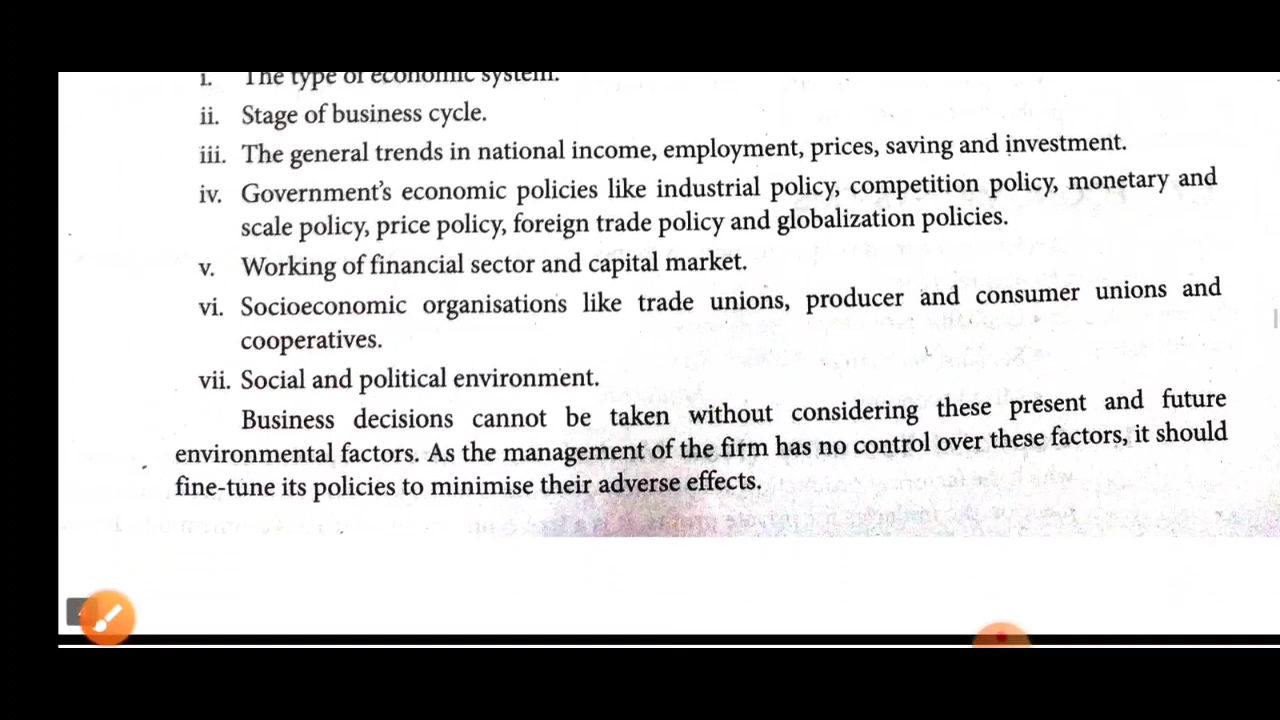 i. The type of economic system.
ii. Stage of business cycle.
iii. The general trends in national income, employment, prices, saving and investment.
iv. Government's economic policies like industrial policy, competition policy, monetary and
scale policy, price policy, foreign trade policy and globalization policies.
v. Working of financial sector and capital market.
vi. Socioeconomic organisations like trade unions, producer and consumer unions and
cooperatives.
vii. Social and political environment.
Business decisions cannot be taken without considering these present and future
environmental factors. As the management of the firm has no control over these factors, it should
fine-tune its policies to minimise their adverse effects.